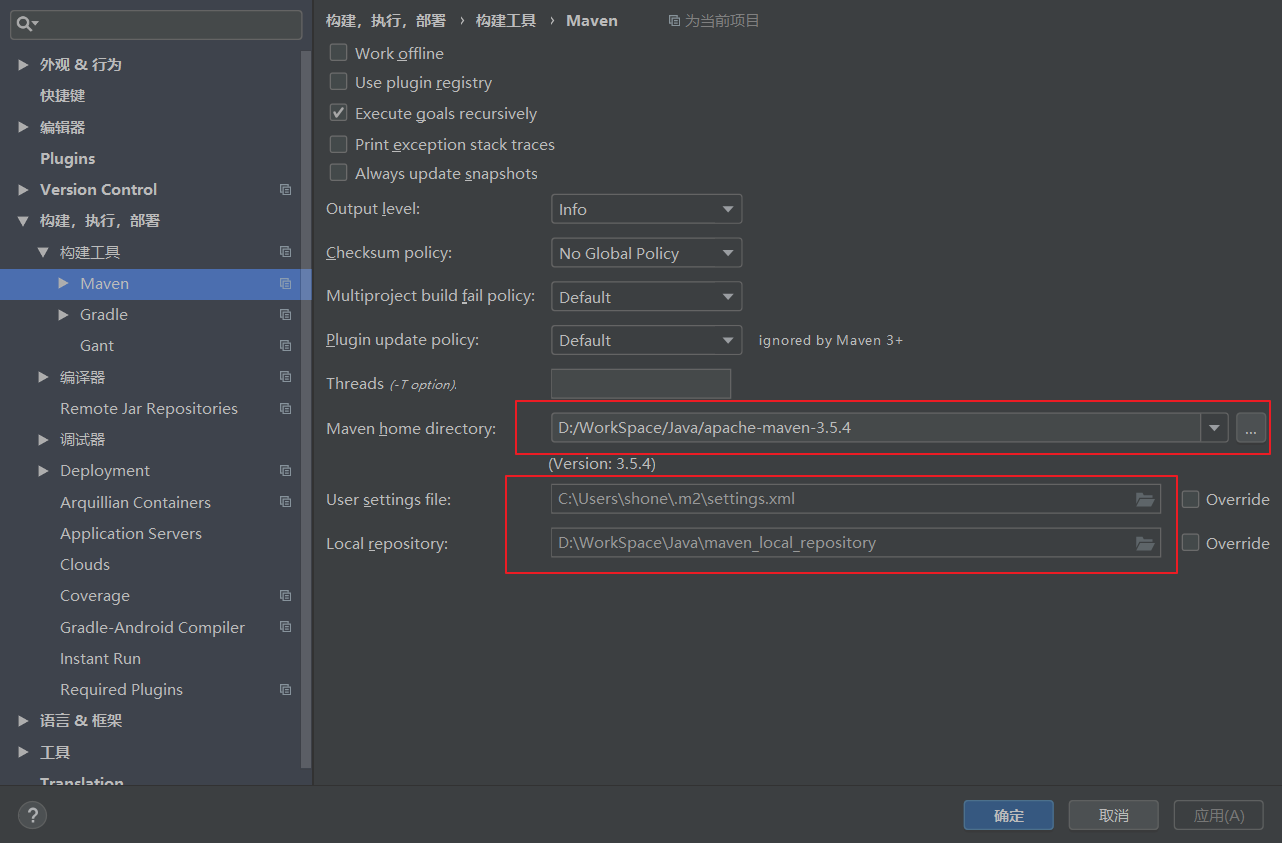 外观 & 行为
快捷键
编辑器
Plugins
Version Control
构建，执行，部署
构建工具
Maven
Gradle
Gant
编译器
Remote Jar Repositories
调试器
Deployment
Arquillian Containers
Application Servers
Clouds
Coverage
Gradle-Android Compiler
Instant Run
Required Plugins
语言 & 框架
工具
Translation
构建，执行，部署 › 构建工具 › Maven 为当前项目
Work offline
Use plugin registry
Execute goals recursively
Print exception stack traces
Always update snapshots
Output level: Info
Checksum policy: No Global Policy
Multiproject build fail policy: Default
Plugin update policy: Default ignored by Maven 3+
Threads (-T option).
Maven home directory: D:/WorkSpace/Java/apache-maven-3.5.4 ...
(Version: 3.5.4)
User settings file: C:\Users\shone\.m2\settings.xml Override
Local repository: D:\WorkSpace\Java\maven_local_repository Override
? 确定 取消 应用(A)